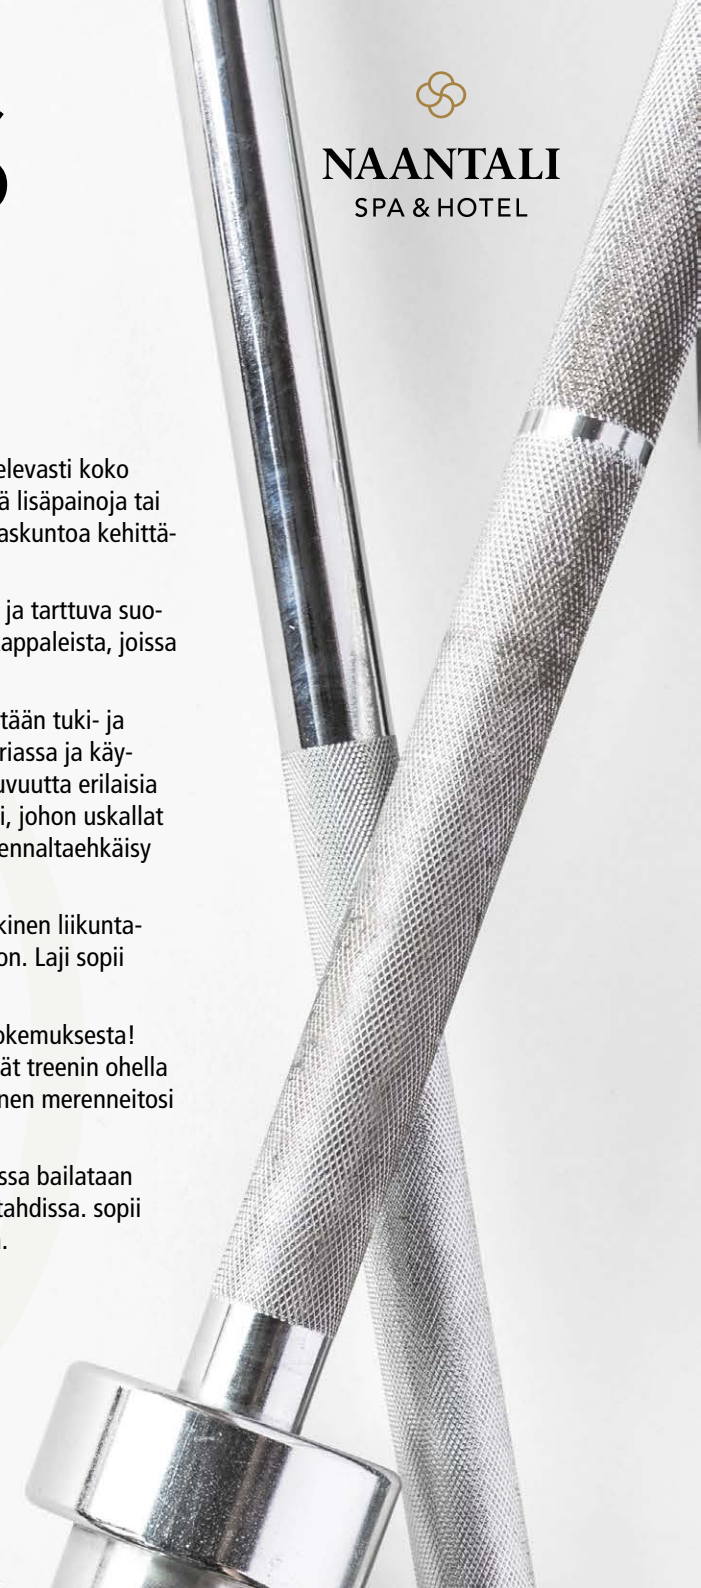 NAANTALI
SPA & HOTEL
elevasti koko
ä lisäpainoja tai
askuntoa kehittä-
ja tarttuva suo-
appaleista, joissa
tään tuki- ja
riassa ja käy-
uvuutta erilaisia
i, johon uskallat
ennaltaehkäisy
kinen liikunta-
on. Laji sopii
okemuksesta!
ät treenin ohella
nen merenneitosi
ssa bailataan
tahdissa. sopii